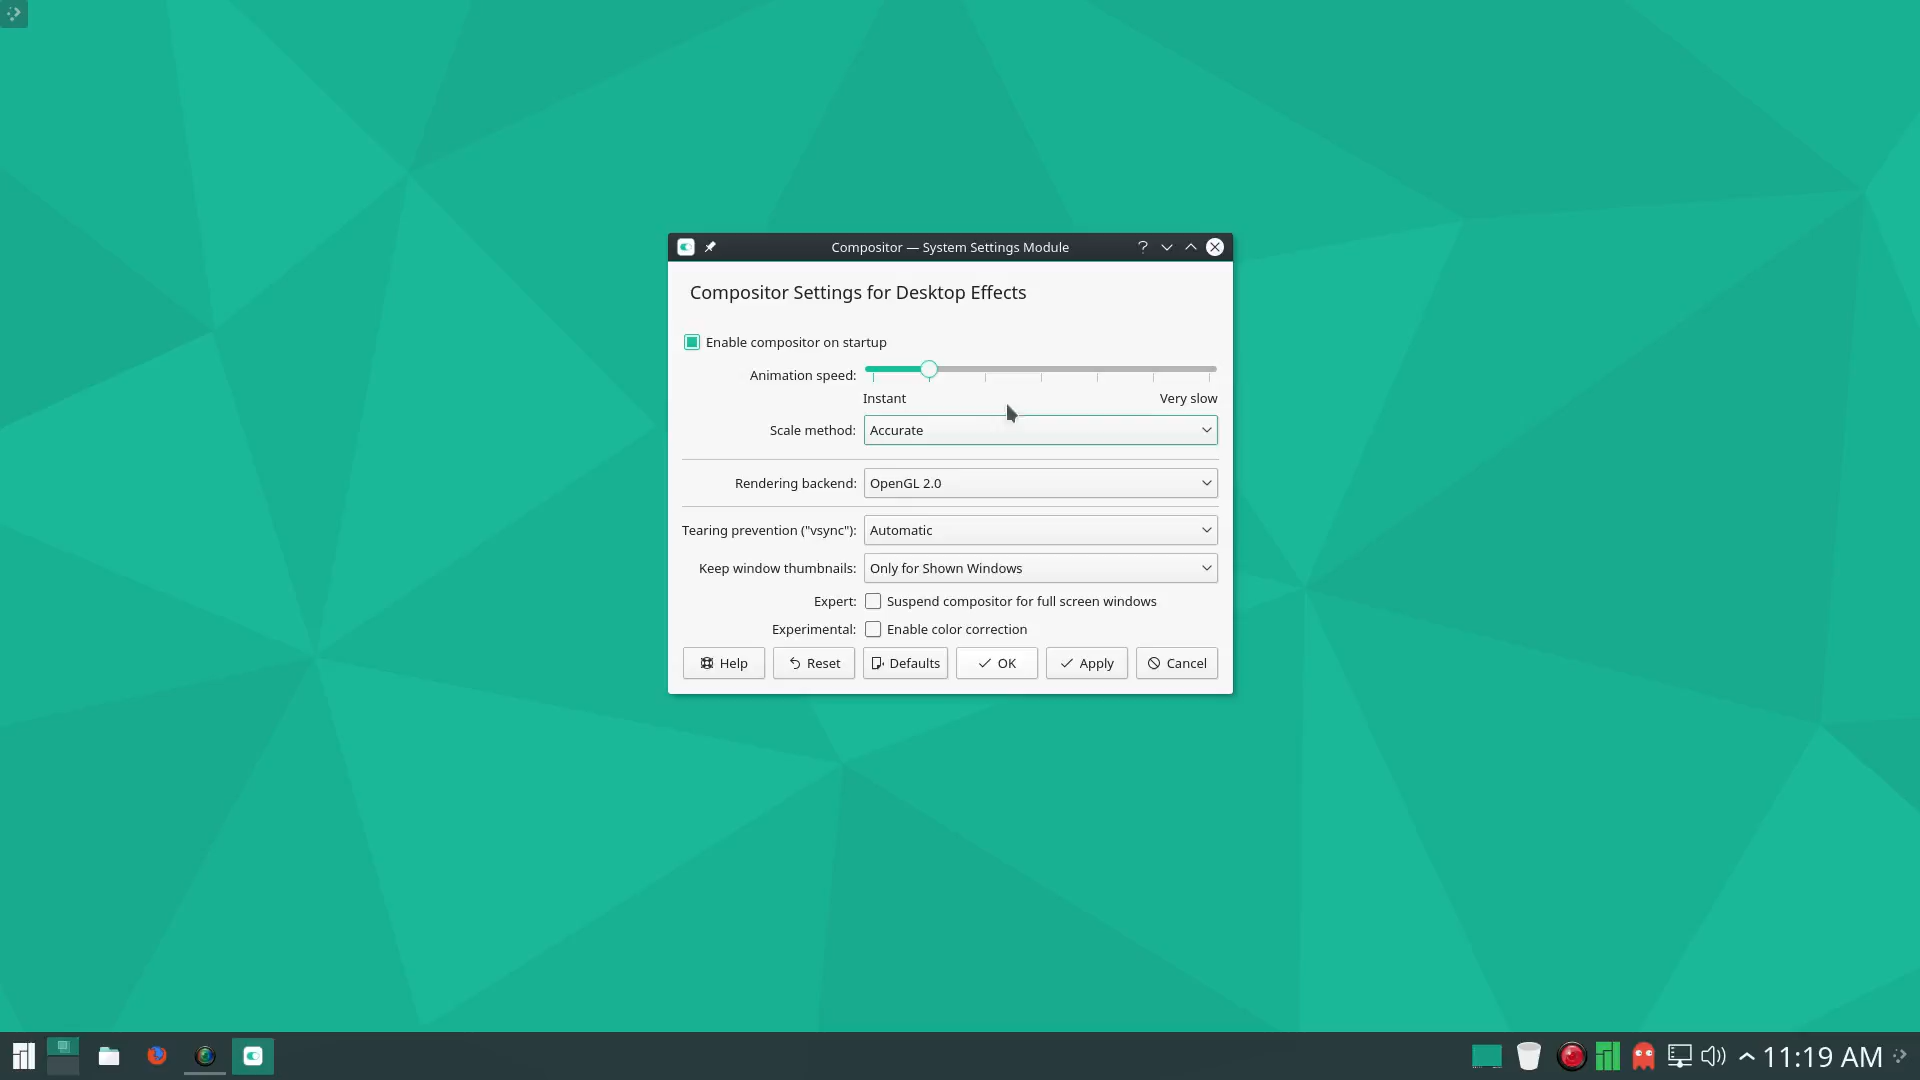 Compositor — System Settings Module
Compositor Settings for Desktop Effects
Enable compositor on startup
Animation speed:
Instant Very slow
Scale method: Accurate
Rendering backend: OpenGL 2.0
Tearing prevention ("vsync"): Automatic
Keep window thumbnails: Only for Shown Windows
Expert: Suspend compositor for full screen windows
Experimental: Enable color correction
Help Reset Defaults OK Apply Cancel
11:19 AM